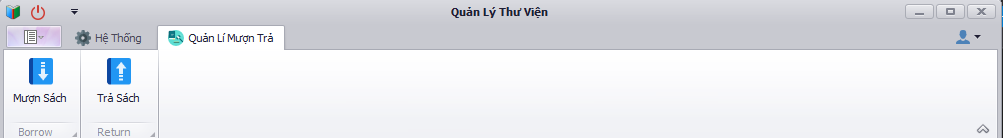 Quản Lý Thư Viện
Hệ Thống Quản Lí Mượn Trả
Mượn Sách Trả Sách
Borrow Return